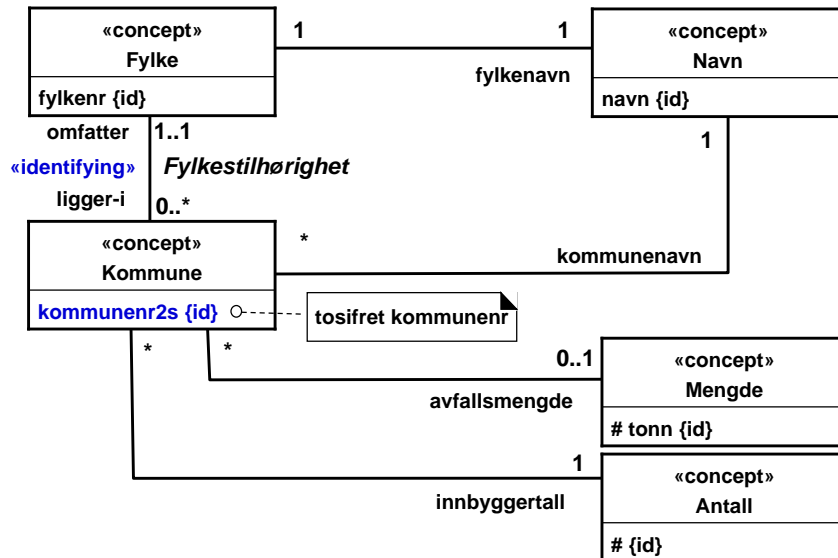 «concept»
Fylke
fylkenr {id}
1
1
fylkenavn
«concept»
Navn
navn {id}
omfatter
1..1
«identifying»
Fylkestilhørighet
ligger-i
0..*
1
«concept»
Kommune
kommunenr2s {id}
*
kommunenavn
tosifret kommunenr
*
*
0..1
avfallsmengde
«concept»
Mengde
# tonn {id}
1
innbyggertall
«concept»
Antall
# {id}